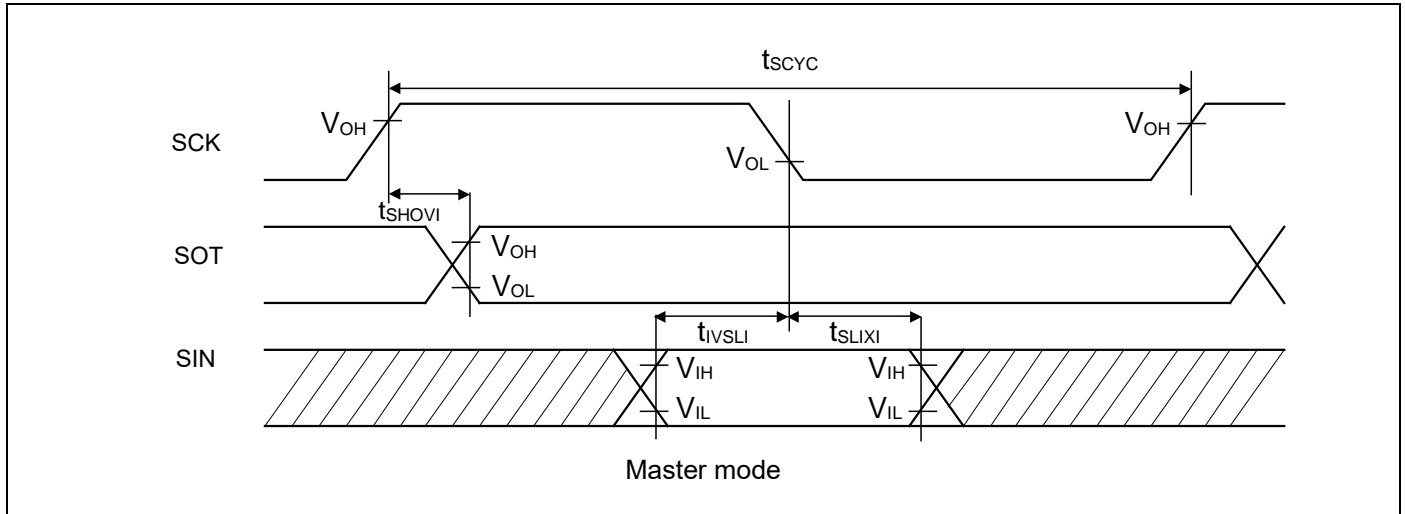 tSCYC
SCK
VOH
VOL
VOH
tSHOVI
SOT
VOH
VOL
tIVSLI
tSLIXI
SIN
VIH
VIH
VIL
VIL
Master mode